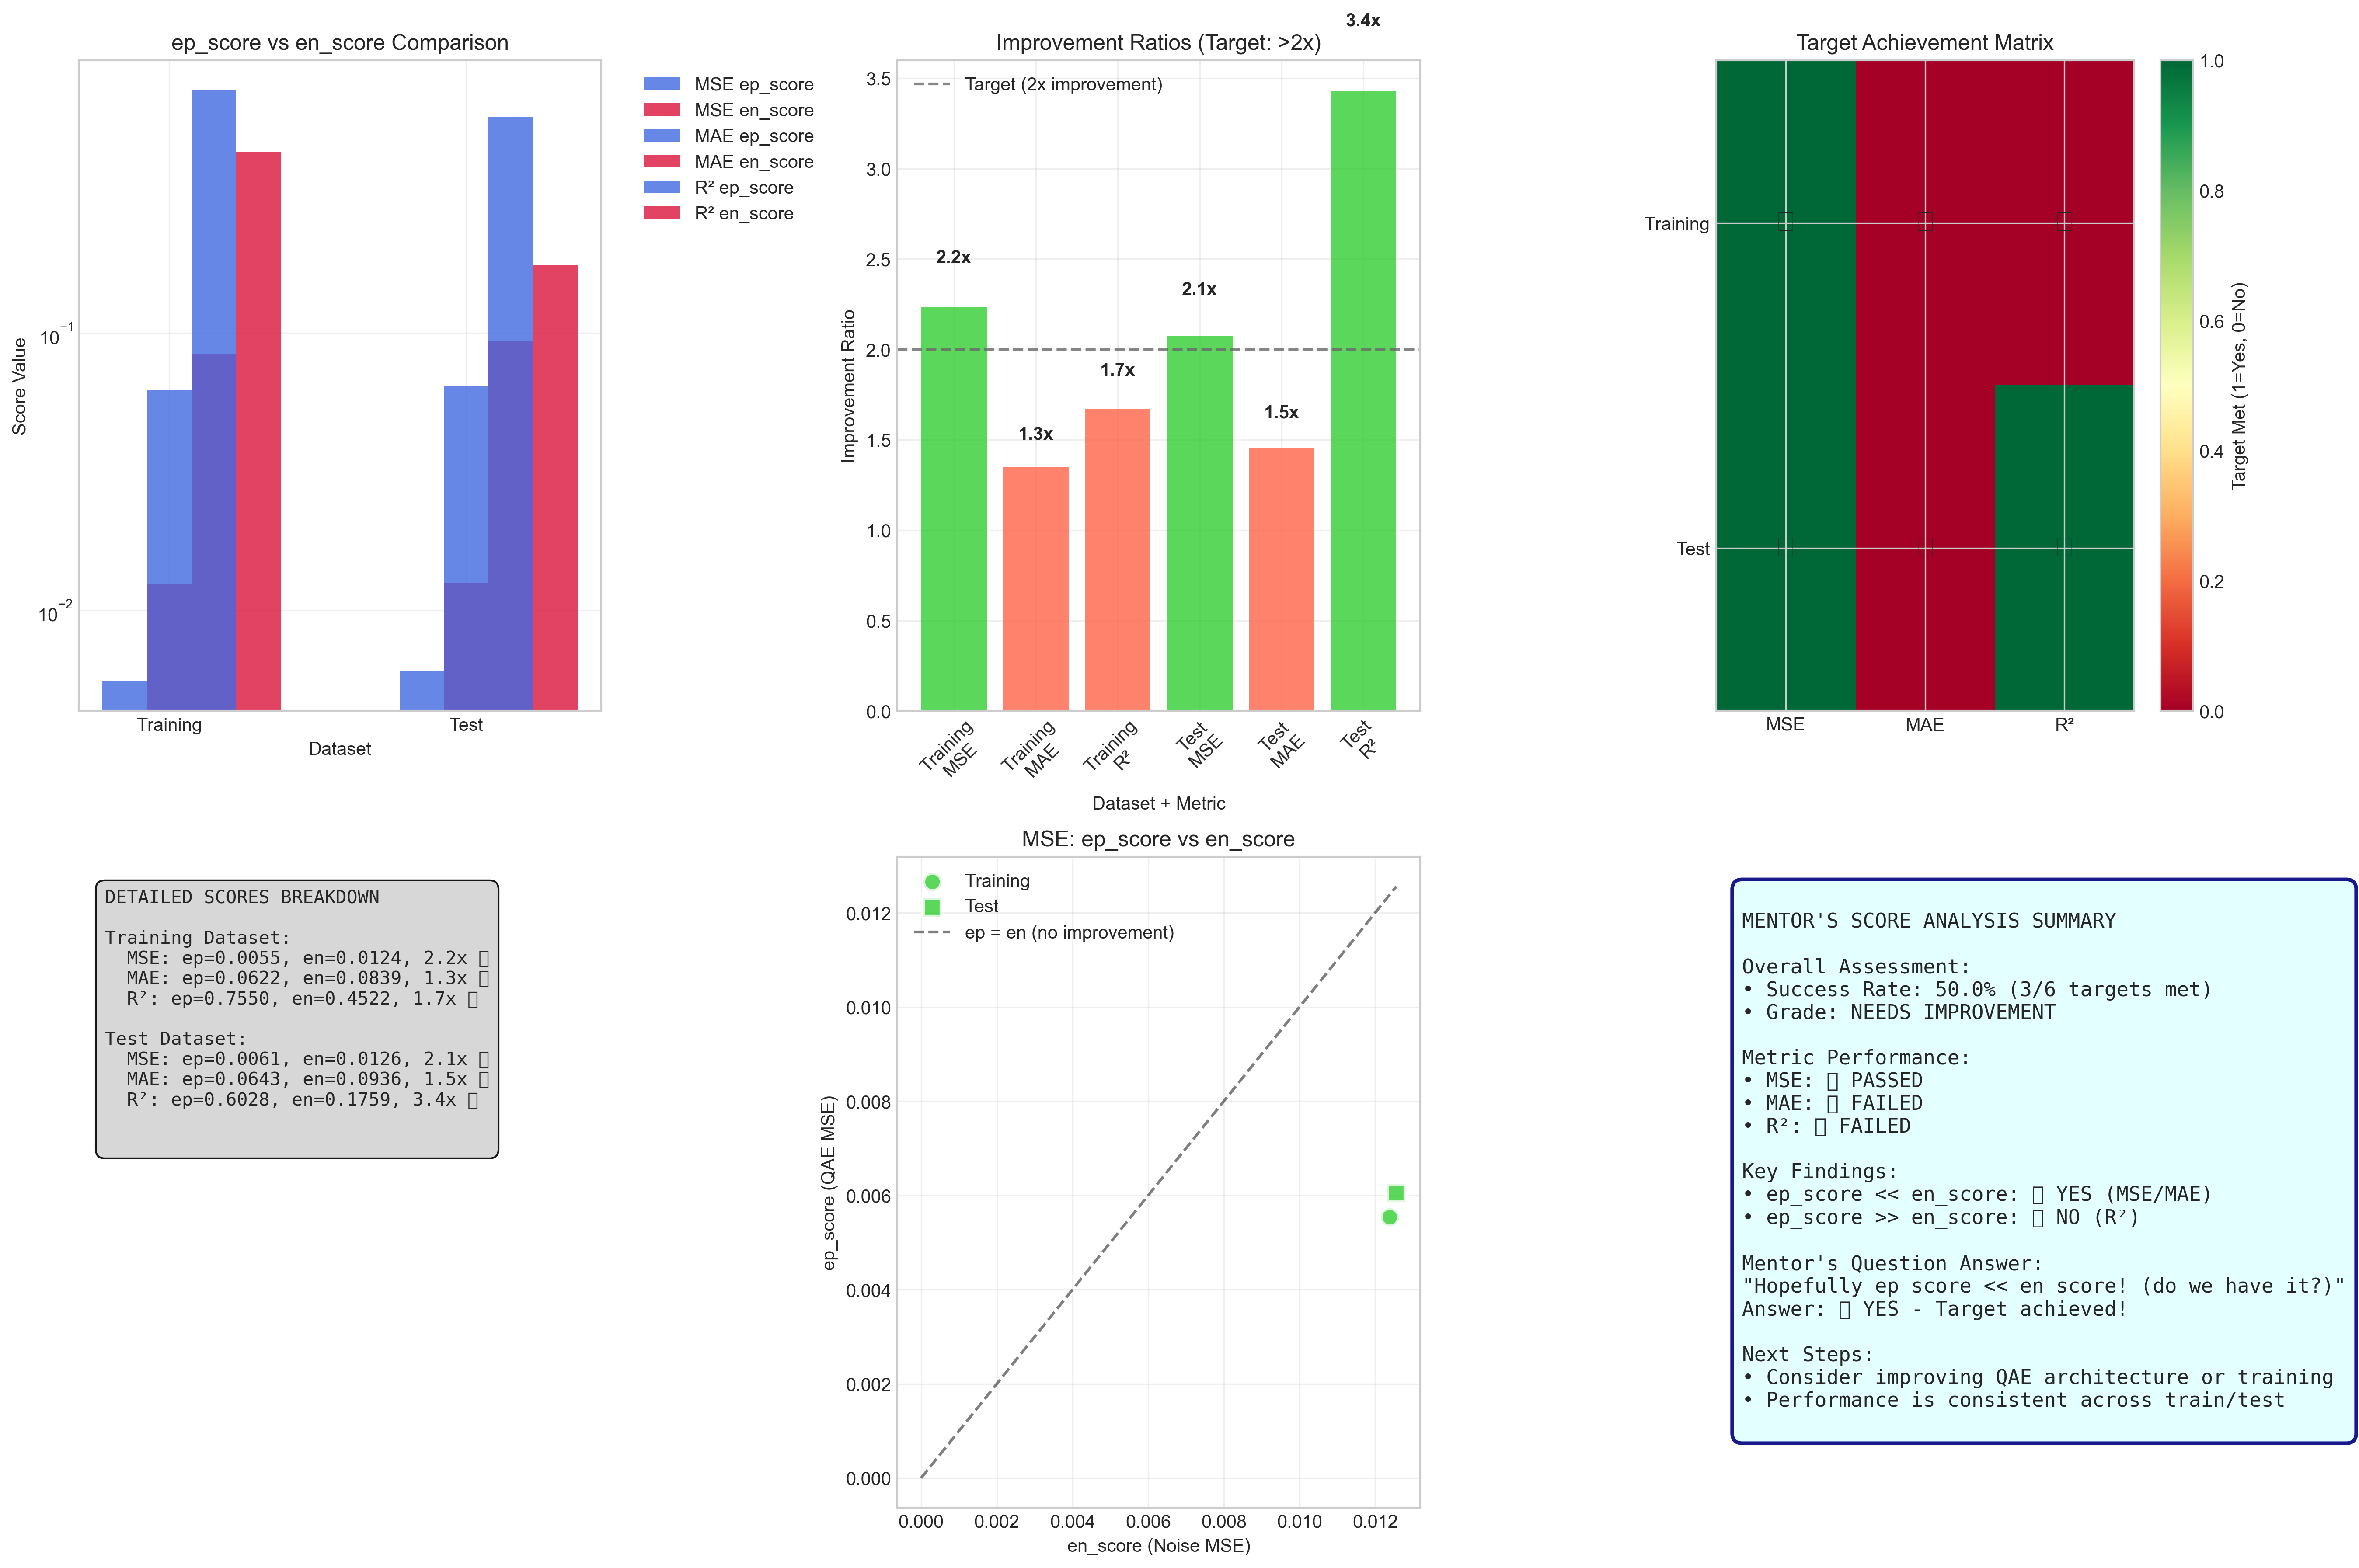 ep_score vs en_score Comparison
Score Value
10⁻¹
10⁻²
Training
Test
Dataset
MSE ep_score
MSE en_score
MAE ep_score
MAE en_score
R² ep_score
R² en_score
Improvement Ratios (Target: >2x)
Target (2x improvement)
Improvement Ratio
3.5
3.0
2.5
2.0
1.5
1.0
0.5
0.0
2.2x
1.3x
1.7x
2.1x
1.5x
3.4x
Training
MSE
Training
MAE
Training
R²
Test
MSE
Test
MAE
Test
R²
Dataset + Metric
Target Achievement Matrix
Training
Test
MSE
MAE
R²
1.0
0.8
0.6
0.4
0.2
0.0
Target Met (1=Yes, 0=No)
DETAILED SCORES BREAKDOWN
Training Dataset:
MSE: ep=0.0055, en=0.0124, 2.2x
MAE: ep=0.0622, en=0.0839, 1.3x
R²: ep=0.7550, en=0.4522, 1.7x
Test Dataset:
MSE: ep=0.0061, en=0.0126, 2.1x
MAE: ep=0.0643, en=0.0936, 1.5x
R²: ep=0.6028, en=0.1759, 3.4x
MSE: ep_score vs en_score
Training
Test
ep = en (no improvement)
ep_score (QAE MSE)
0.012
0.010
0.008
0.006
0.004
0.002
0.000
0.000
0.002
0.004
0.006
0.008
0.010
0.012
en_score (Noise MSE)
MENTOR'S SCORE ANALYSIS SUMMARY
Overall Assessment:
• Success Rate: 50.0% (3/6 targets met)
• Grade: NEEDS IMPROVEMENT
Metric Performance:
• MSE: PASSED
• MAE: FAILED
• R²: FAILED
Key Findings:
• ep_score << en_score: YES (MSE/MAE)
• ep_score >> en_score: NO (R²)
Mentor's Question Answer:
"Hopefully ep_score << en_score! (do we have it?)"
Answer: YES - Target achieved!
Next Steps:
• Consider improving QAE architecture or training
• Performance is consistent across train/test